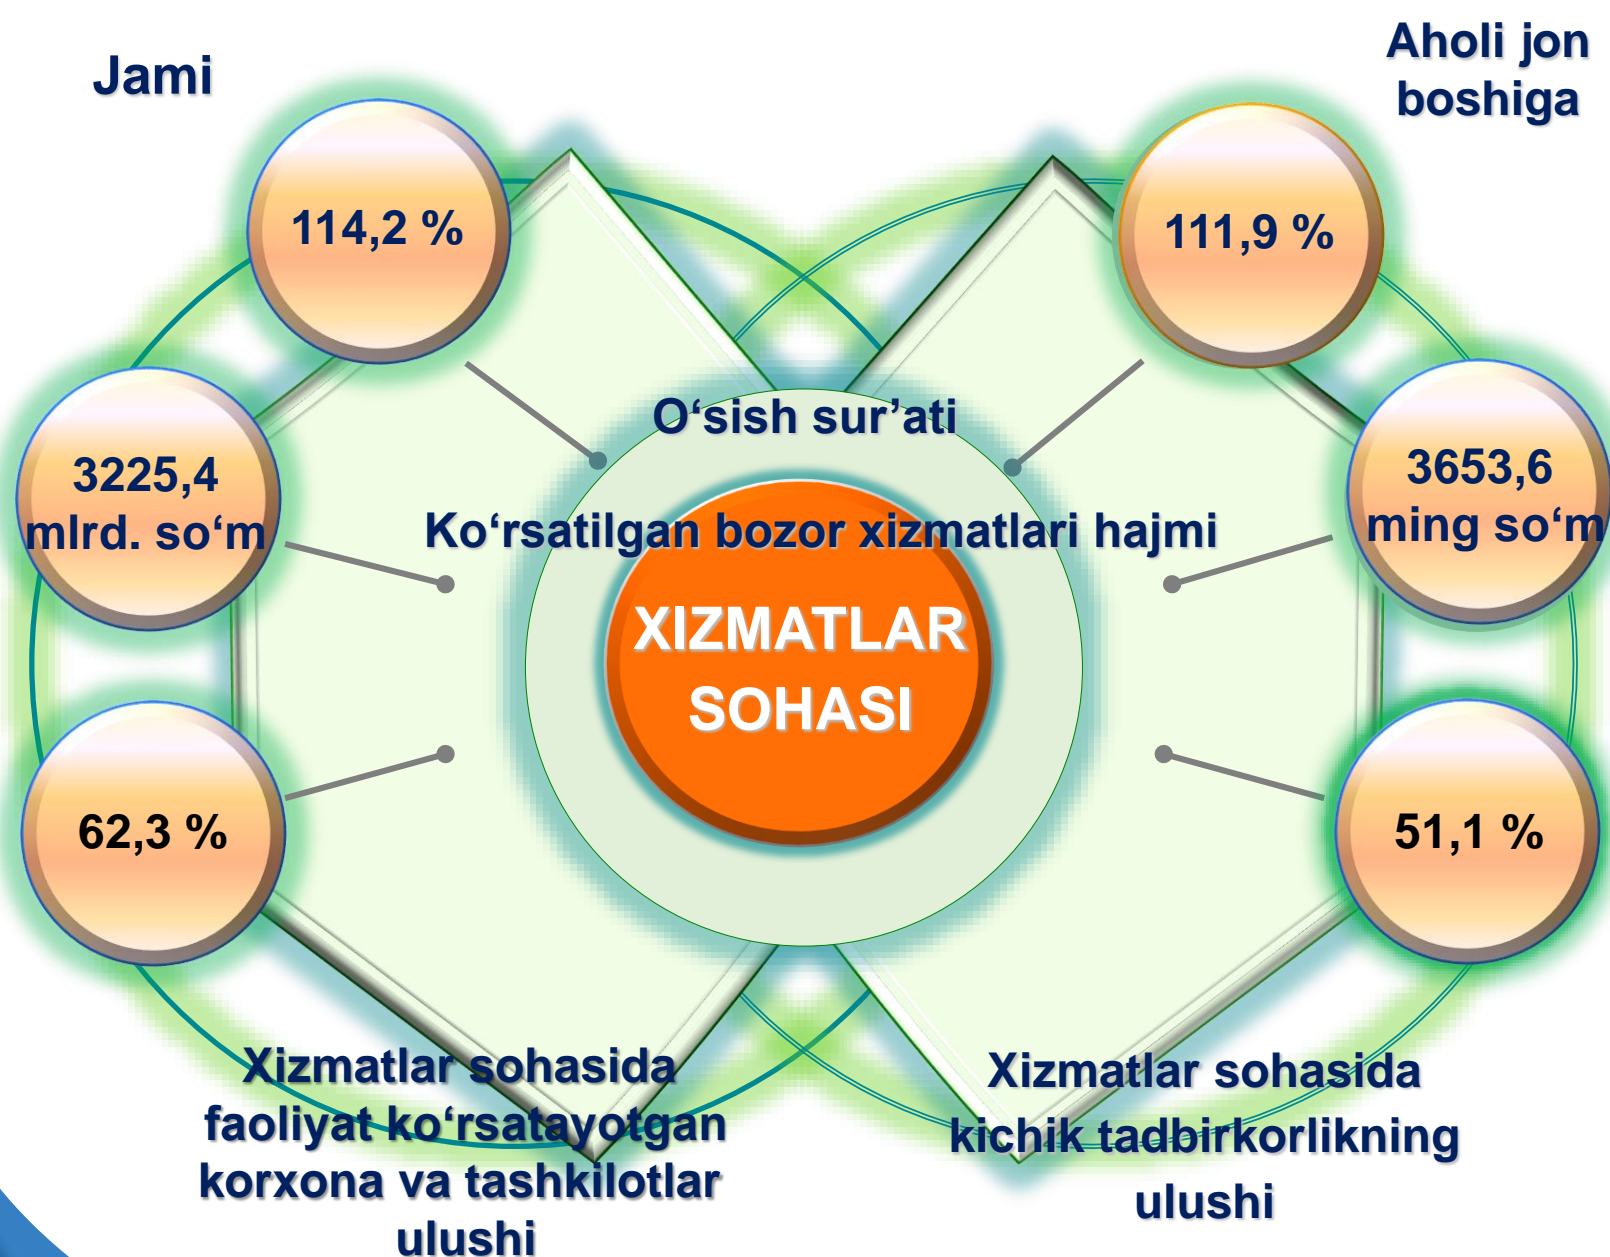 Jami
Aholi jon
boshiga
114,2 %
111,9 %
O‘sish sur’ati
3225,4
mlrd. so‘m
3653,6
ming so‘m
Ko‘rsatilgan bozor xizmatlari hajmi
XIZMATLAR
SOHASI
62,3 %
51,1 %
Xizmatlar sohasida
faoliyat ko‘rsatayotgan
korxona va tashkilotlar
ulushi
Xizmatlar sohasida
kichik tadbirkorlikning
ulushi